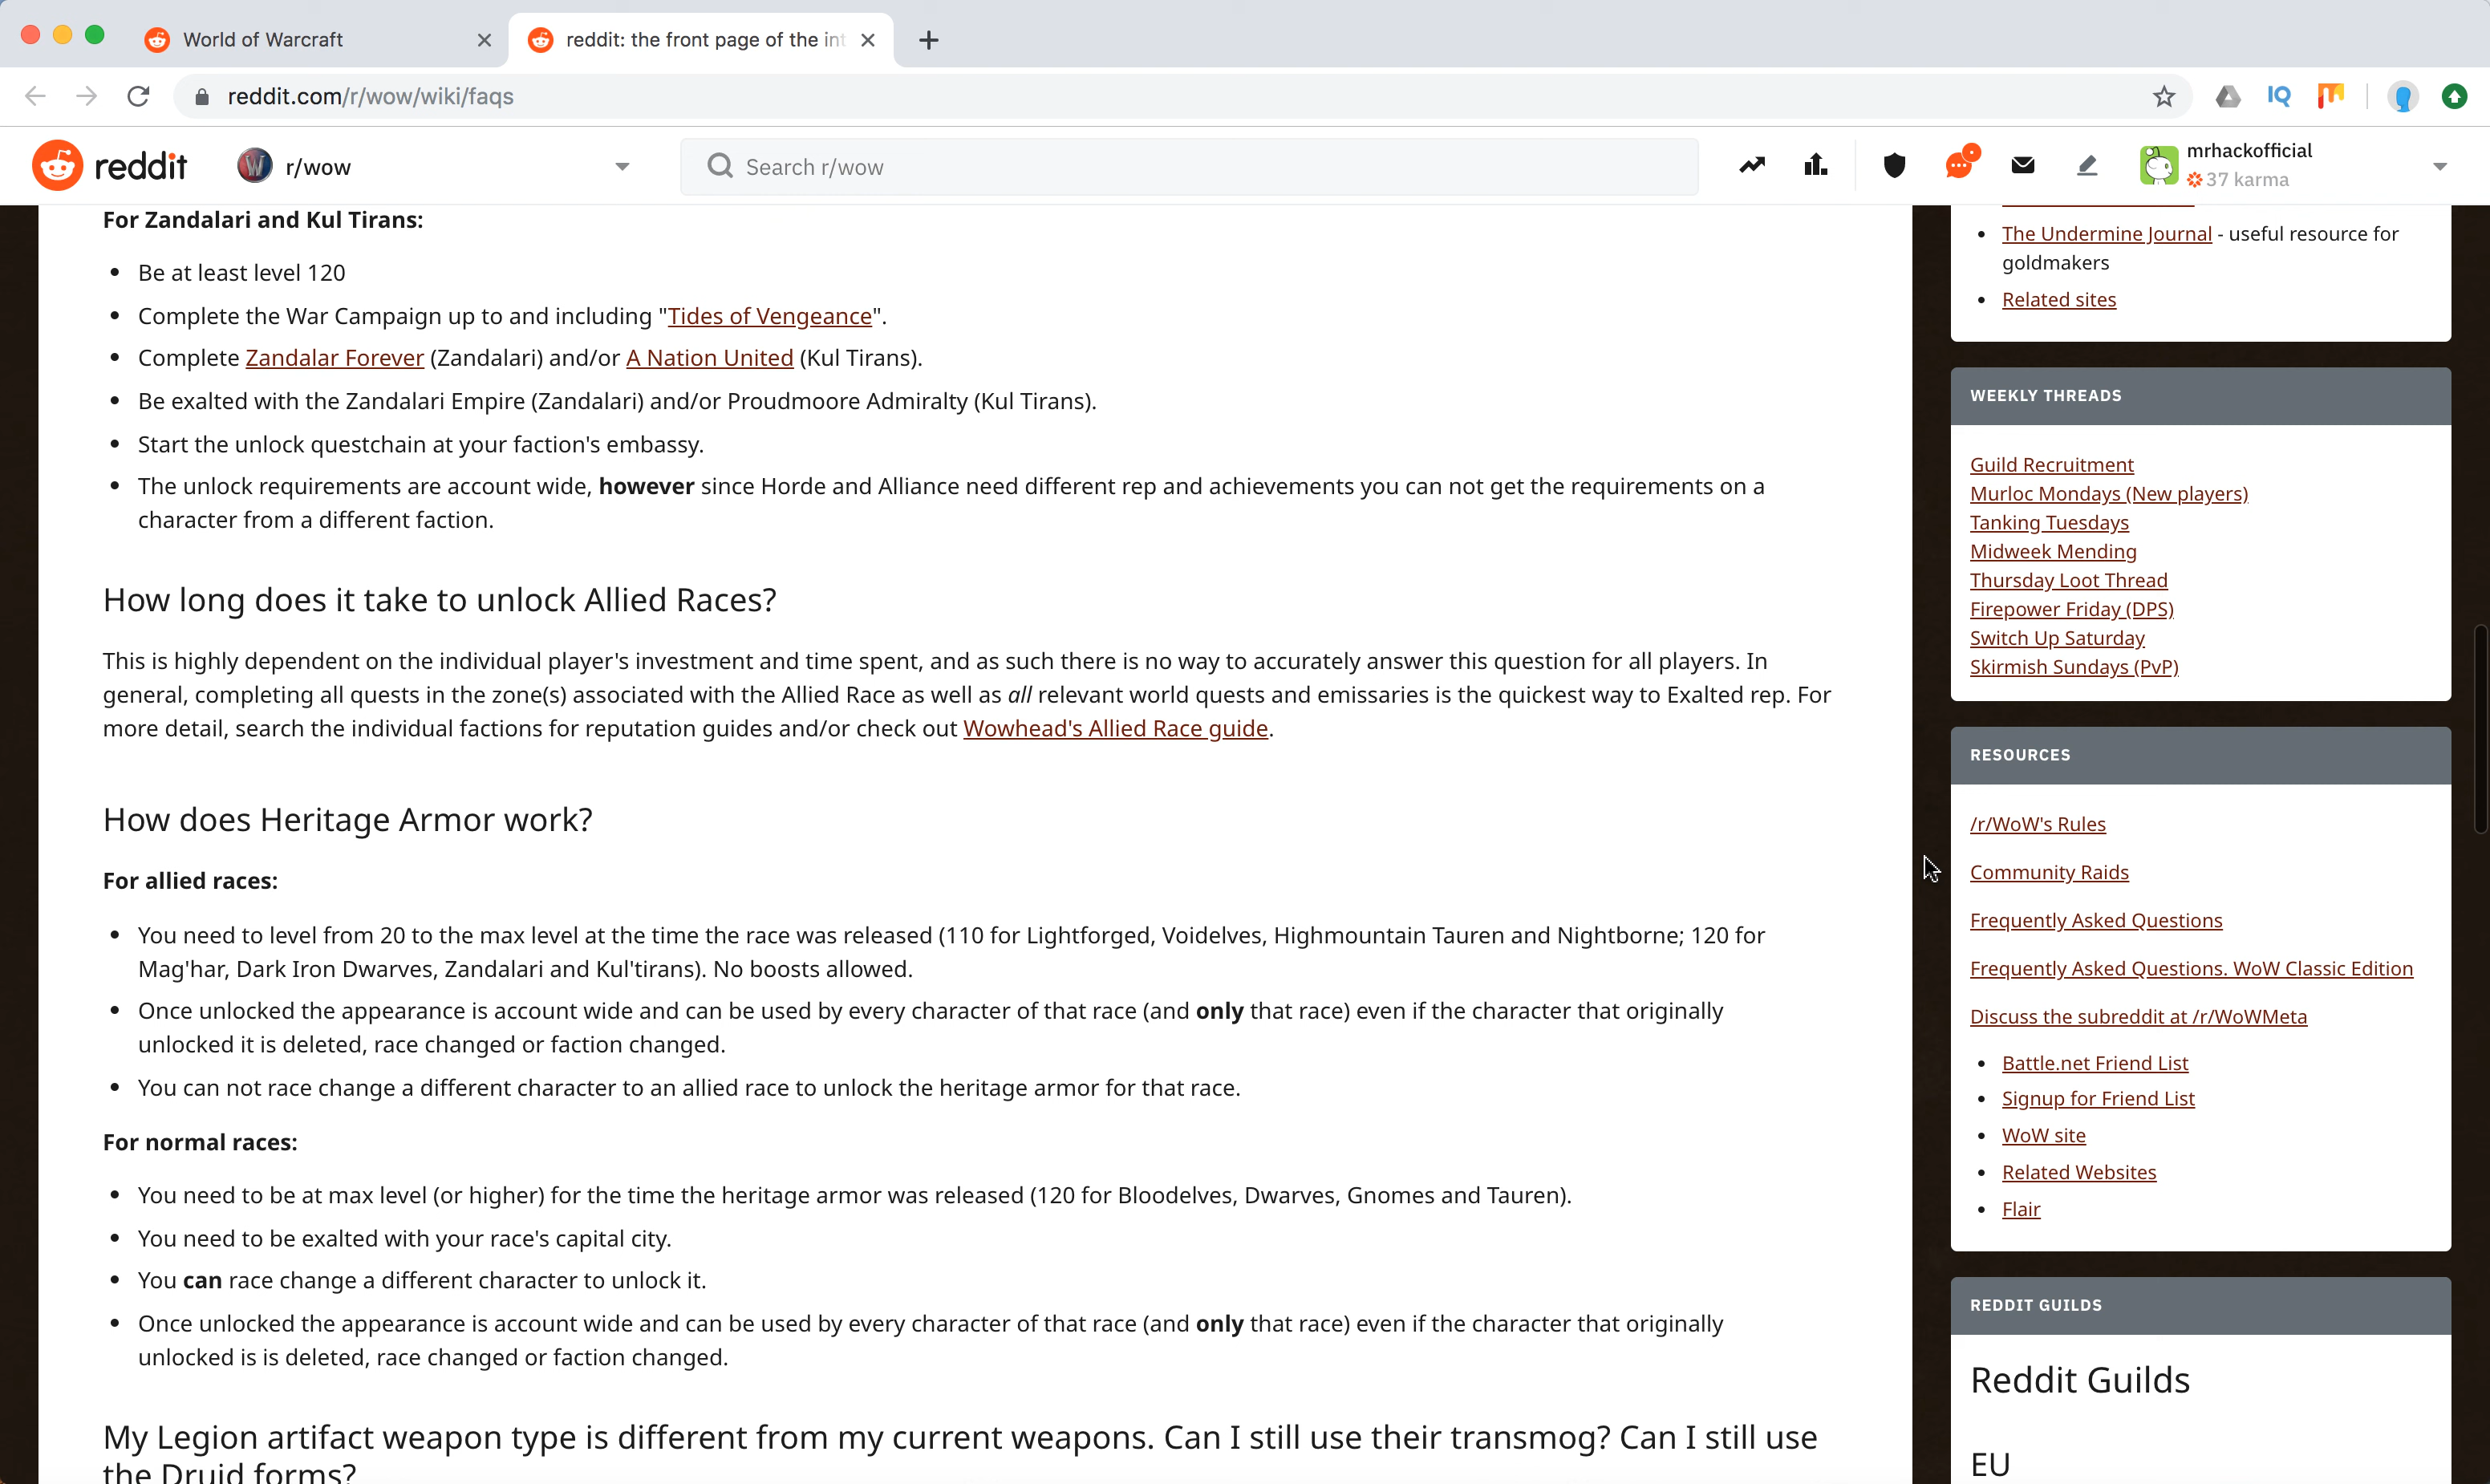 World of Warcraft
reddit: the front page of the int
reddit.com/r/wow/wiki/faqs
IQ
reddit
r/wow
Search r/wow
mrhackofficial
37 karma
For Zandalari and Kul Tirans:
Be at least level 120
Complete the War Campaign up to and including "Tides of Vengeance".
Complete Zandalar Forever (Zandalari) and/or A Nation United (Kul Tirans).
Be exalted with the Zandalari Empire (Zandalari) and/or Proudmoore Admiralty (Kul Tirans).
Start the unlock questchain at your faction's embassy.
The unlock requirements are account wide, however since Horde and Alliance need different rep and achievements you can not get the requirements on a
character from a different faction.
How long does it take to unlock Allied Races?
This is highly dependent on the individual player's investment and time spent, and as such there is no way to accurately answer this question for all players. In
general, completing all quests in the zone(s) associated with the Allied Race as well as all relevant world quests and emissaries is the quickest way to Exalted rep. For
more detail, search the individual factions for reputation guides and/or check out Wowhead's Allied Race guide.
How does Heritage Armor work?
For allied races:
You need to level from 20 to the max level at the time the race was released (110 for Lightforged, Voidelves, Highmountain Tauren and Nightborne; 120 for
Mag'har, Dark Iron Dwarves, Zandalari and Kul'tirans). No boosts allowed.
Once unlocked the appearance is account wide and can be used by every character of that race (and only that race) even if the character that originally
unlocked it is deleted, race changed or faction changed.
You can not race change a different character to an allied race to unlock the heritage armor for that race.
For normal races:
You need to be at max level (or higher) for the time the heritage armor was released (120 for Bloodelves, Dwarves, Gnomes and Tauren).
You need to be exalted with your race's capital city.
You can race change a different character to unlock it.
Once unlocked the appearance is account wide and can be used by every character of that race (and only that race) even if the character that originally
unlocked is is deleted, race changed or faction changed.
My Legion artifact weapon type is different from my current weapons. Can I still use their transmog? Can I still use
the Druid forms?
The Undermine Journal - useful resource for
goldmakers
Related sites
WEEKLY THREADS
Guild Recruitment
Murloc Mondays (New players)
Tanking Tuesdays
Midweek Mending
Thursday Loot Thread
Firepower Friday (DPS)
Switch Up Saturday
Skirmish Sundays (PvP)
RESOURCES
/r/WoW's Rules
Community Raids
Frequently Asked Questions
Frequently Asked Questions. WoW Classic Edition
Discuss the subreddit at /r/WoWMeta
Battle.net Friend List
Signup for Friend List
WoW site
Related Websites
Flair
REDDIT GUILDS
Reddit Guilds
EU